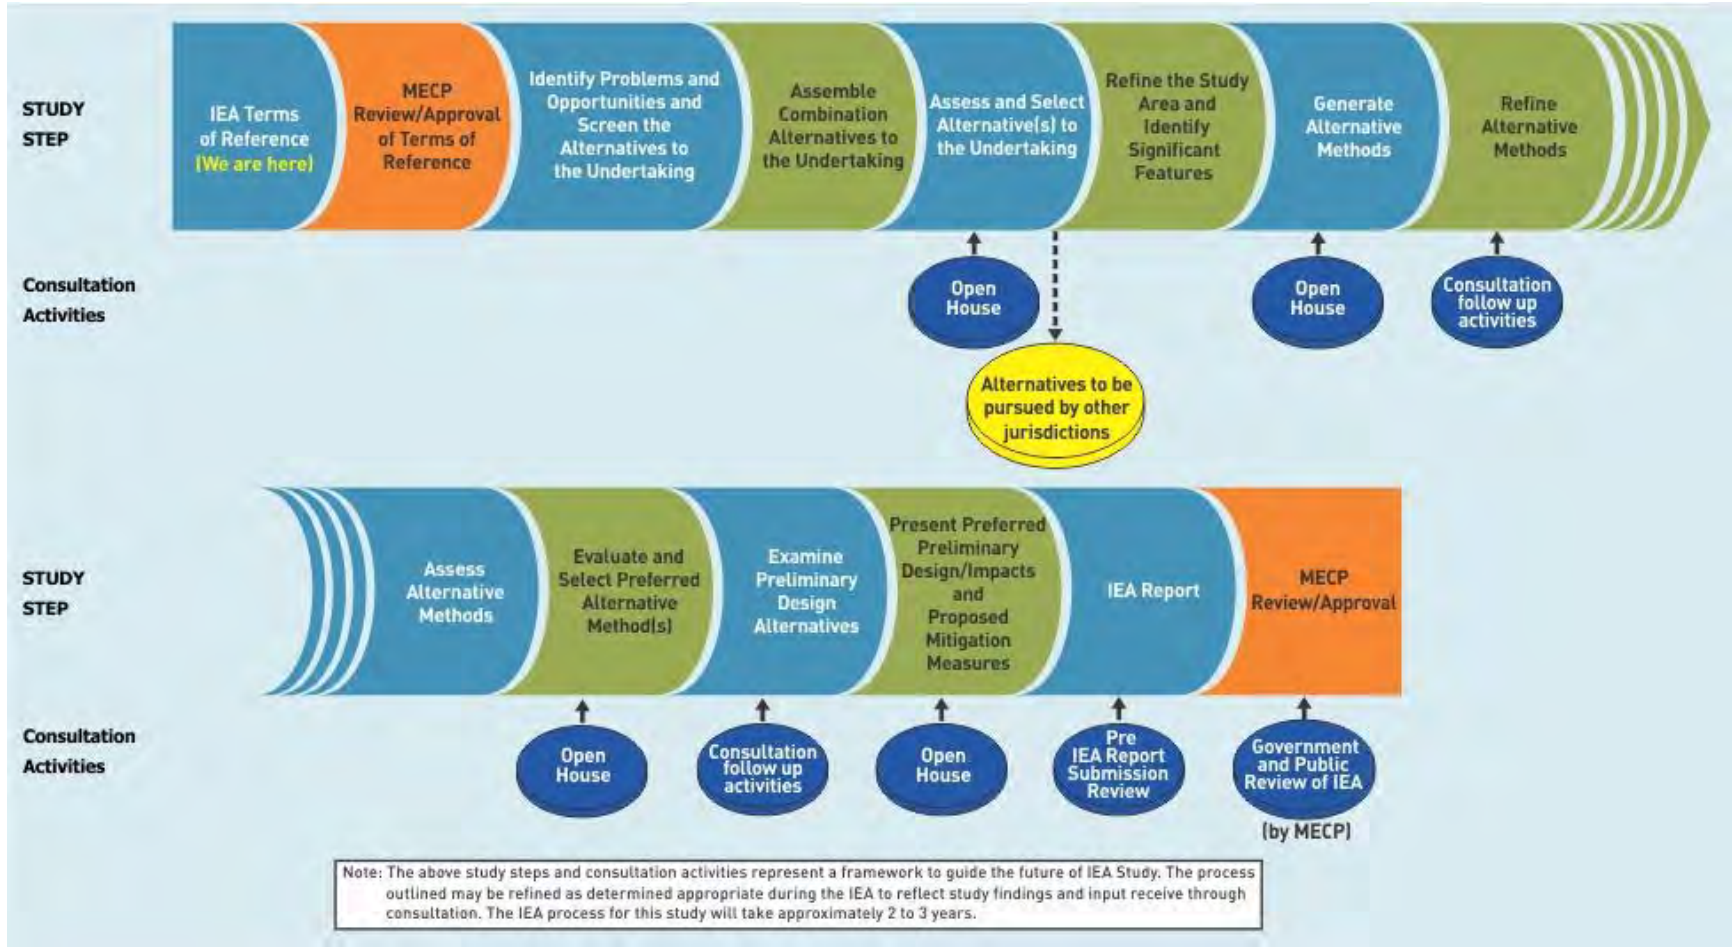 STUDY
STEP
IEA Terms
of Reference
(We are here)
MECP
Review/Approval
of Terms of
Reference
Identify Problems and
Opportunities and
Screen the
Alternatives to
the Undertaking
Assemble
Combination
Alternatives to
the Undertaking
Assess and Select
Alternative(s) to
the Undertaking
Refine the Study
Area and
Identify
Significant
Features
Generate
Alternative
Methods
Refine
Alternative
Methods
Consultation
Activities
Open
House
Open
House
Consultation
follow up
activities
Alternatives to be
pursued by other
jurisdictions
STUDY
STEP
Assess
Alternative
Methods
Evaluate and
Select Preferred
Alternative
Method(s)
Examine
Preliminary
Design
Alternatives
Present Preferred
Preliminary
Design/Impacts
and
Proposed
Mitigation
Measures
IEA Report
MECP
Review/Approval
Consultation
Activities
Open
House
Consultation
follow up
activities
Open
House
Pre
IEA Report
Submission
Review
Government
and Public
Review of IEA
(by MECP)
Note: The above study steps and consultation activities represent a framework to guide the future of IEA Study. The process
outlined may be refined as determined appropriate during the IEA to reflect study findings and input receive through
consultation. The IEA process for this study will take approximately 2 to 3 years.